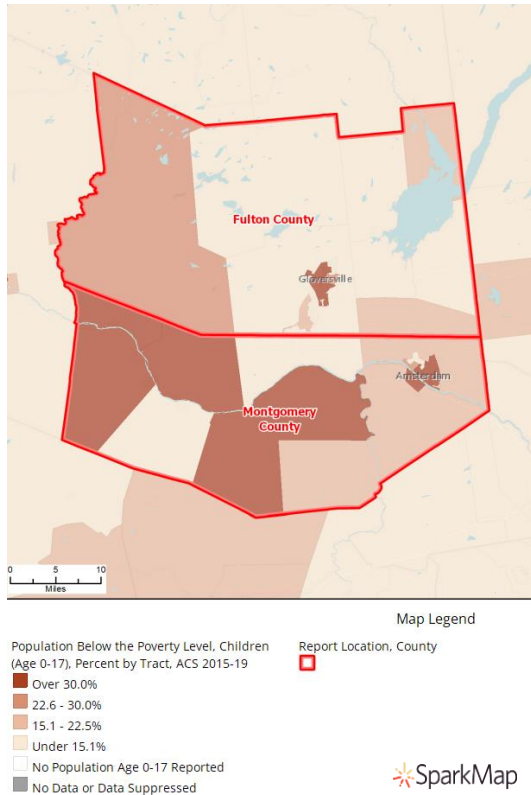 Fulton County
Gloversville
Amsterdam
Montgomery
County
0 5 10
Miles
Map Legend
Population Below the Poverty Level, Children
(Age 0-17), Percent by Tract, ACS 2015-19
Over 30.0%
22.6 - 30.0%
15.1 - 22.5%
Under 15.1%
No Population Age 0-17 Reported
No Data or Data Suppressed
Report Location, County
SparkMap